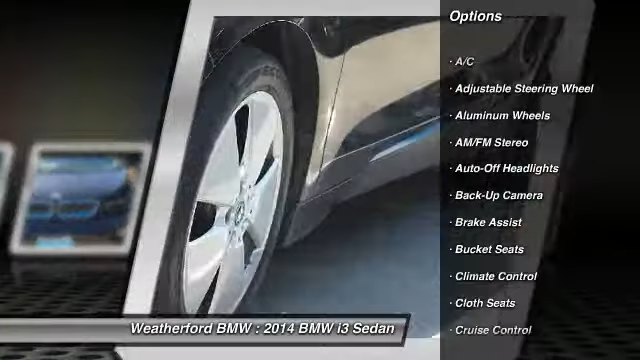 Options
· A/C
· Adjustable Steering Wheel
· Aluminum Wheels
· AM/FM Stereo
· Auto-Off Headlights
· Back-Up Camera
· Brake Assist
· Bucket Seats
· Climate Control
· Cloth Seats
· Cruise Control
Weatherford BMW : 2014 BMW i3 Sedan